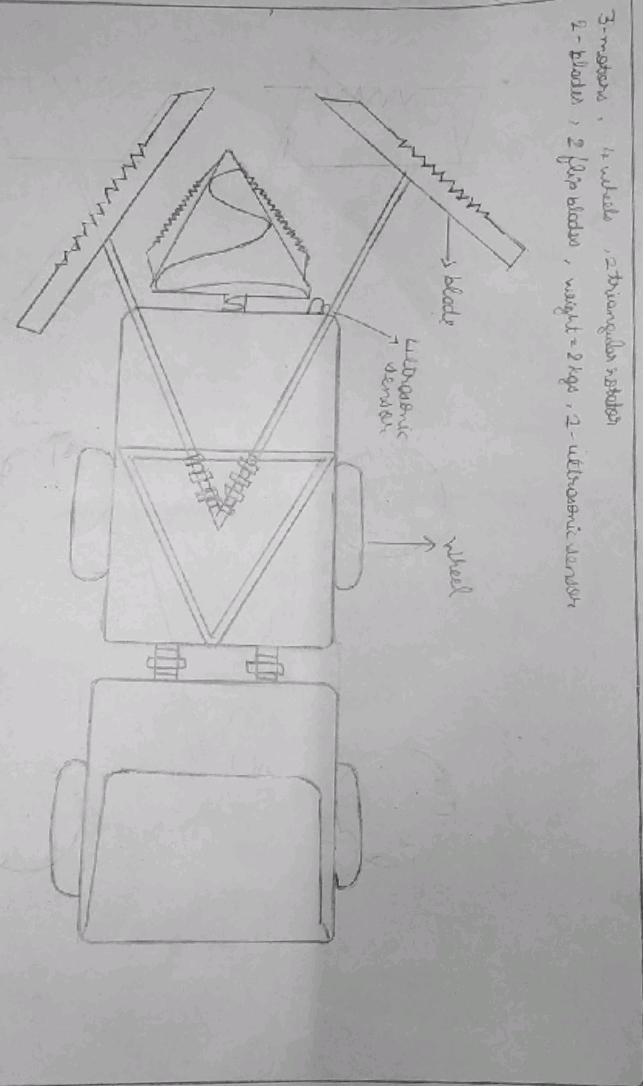 3-motors, 4 wheels, 2 triangular rotator
2-blades, 2 flip blades, weight = 2 kgs, 2-ultrasonic sensor
blade
wheel
ultrasonic
sensor